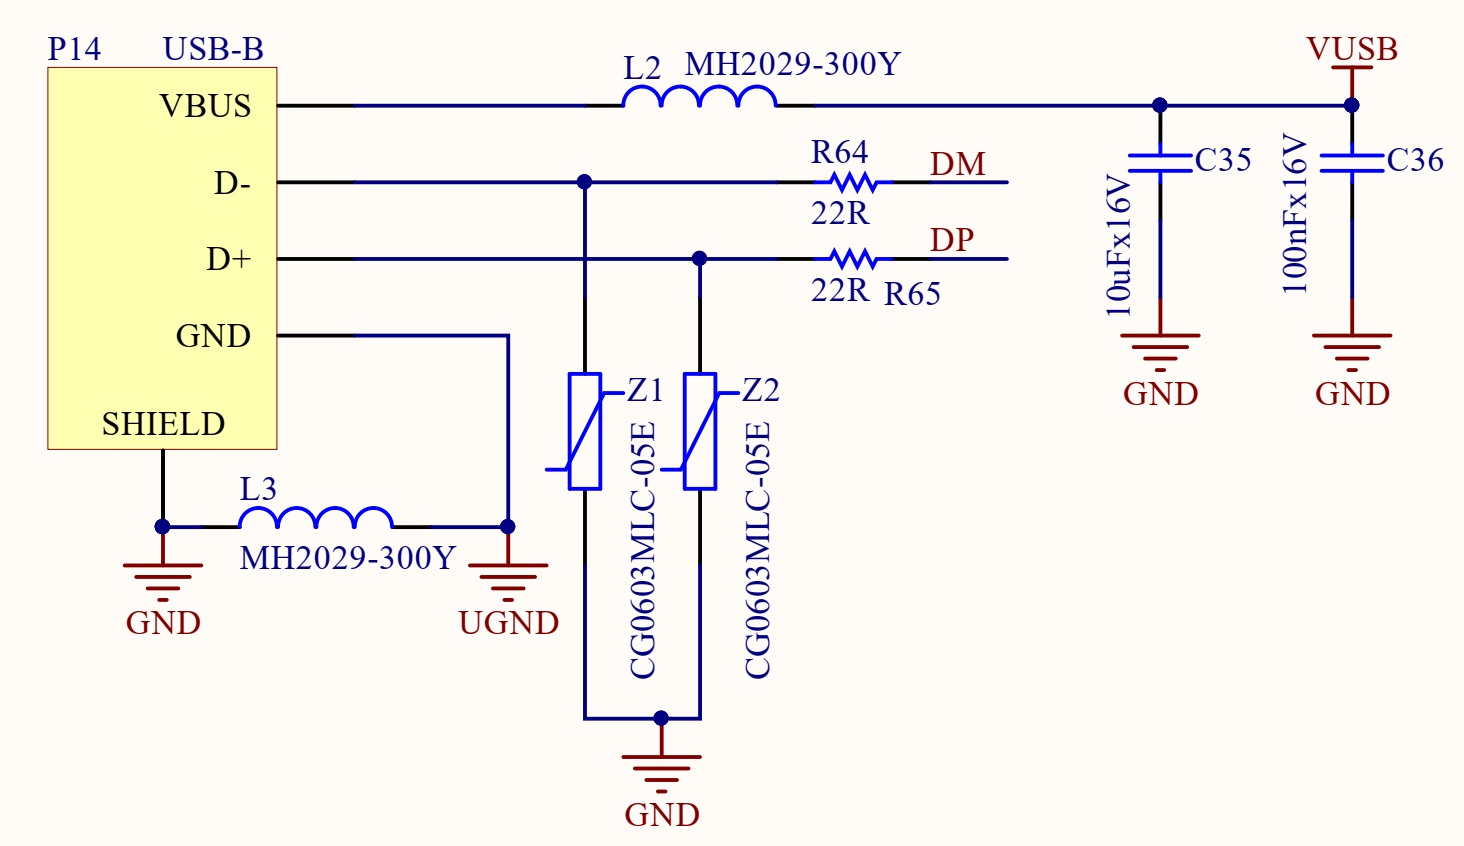 P14 USB-B
VBUS
D-
D+
GND
SHIELD
L2 MH2029-300Y
VUSB
R64
22R
DM
DP
22R R65
C35
10uFx16V
C36
100nFx16V
GND
GND
L3
MH2029-300Y
GND
UGND
Z1
CG0603MLC-05E
Z2
CG0603MLC-05E
GND